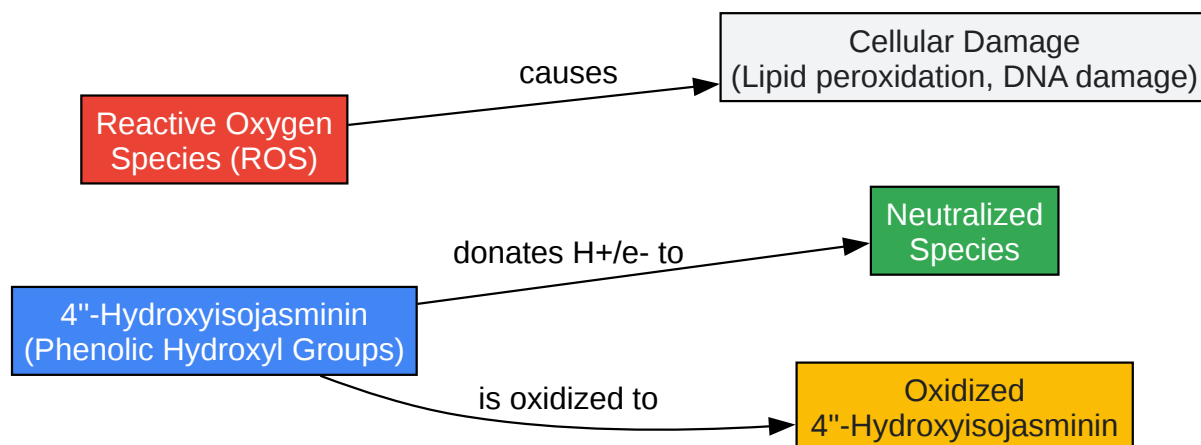 Cellular Damage
(Lipid peroxidation, DNA damage)
causes
Reactive Oxygen
Species (ROS)
Neutralized
Species
donates H+/e- to
4"-Hydroxyisojasminin
(Phenolic Hydroxyl Groups)
is oxidized to
Oxidized
4"-Hydroxyisojasminin